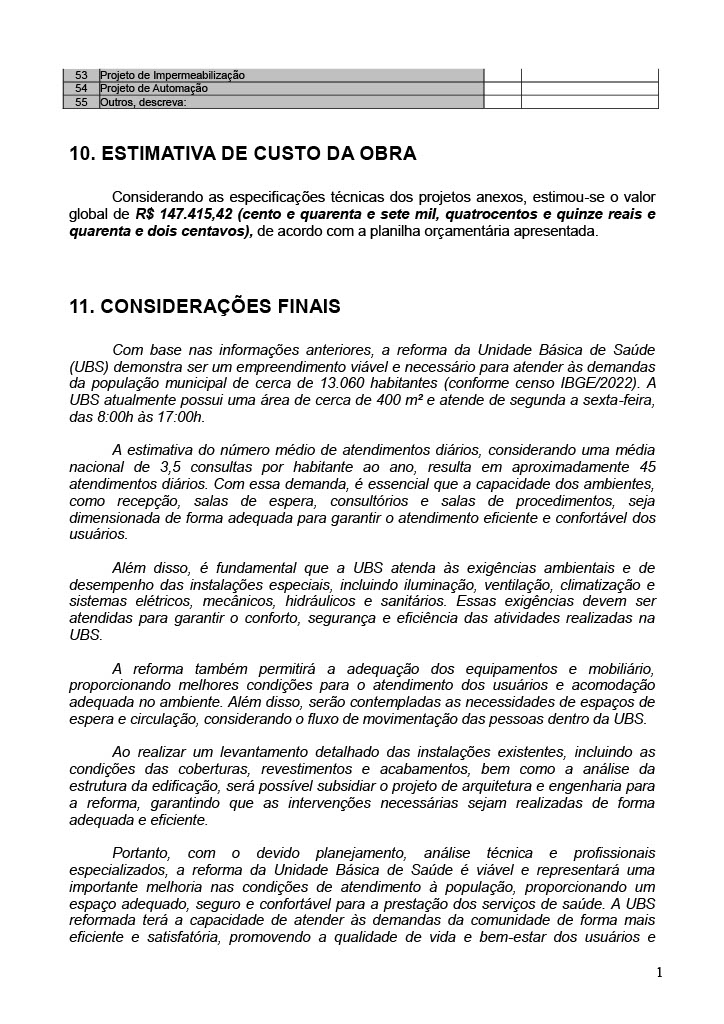 53 Projeto de Impermeabilização
54 Projeto de Automação
55 Outros, descreva:
10. ESTIMATIVA DE CUSTO DA OBRA
Considerando as especificações técnicas dos projetos anexos, estimou-se o valor
global de R$ 147.415,42 (cento e quarenta e sete mil, quatrocentos e quinze reais e
quarenta e dois centavos), de acordo com a planilha orçamentária apresentada.
11. CONSIDERAÇÕES FINAIS
Com base nas informações anteriores, a reforma da Unidade Básica de Saúde
(UBS) demonstra ser um empreendimento viável e necessário para atender às demandas
da população municipal de cerca de 13.060 habitantes (conforme censo IBGE/2022). A
UBS atualmente possui uma área de cerca de 400 m² e atende de segunda a sexta-feira,
das 8:00h às 17:00h.
A estimativa do número médio de atendimentos diários, considerando uma média
nacional de 3,5 consultas por habitante ao ano, resulta em aproximadamente 45
atendimentos diários. Com essa demanda, é essencial que a capacidade dos ambientes,
como recepção, salas de espera, consultórios e salas de procedimentos, seja
dimensionada de forma adequada para garantir o atendimento eficiente e confortável dos
usuários.
Além disso, é fundamental que a UBS atenda às exigências ambientais e de
desempenho das instalações especiais, incluindo iluminação, ventilação, climatização e
sistemas elétricos, mecânicos, hidráulicos e sanitários. Essas exigências devem ser
atendidas para garantir o conforto, segurança e eficiência das atividades realizadas na
UBS.
A reforma também permitirá a adequação dos equipamentos e mobiliário,
proporcionando melhores condições para o atendimento dos usuários e acomodação
adequada no ambiente. Além disso, serão contempladas as necessidades de espaços de
espera e circulação, considerando o fluxo de movimentação das pessoas dentro da UBS.
Ao realizar um levantamento detalhado das instalações existentes, incluindo as
condições das coberturas, revestimentos e acabamentos, bem como a análise da
estrutura da edificação, será possível subsidiar o projeto de arquitetura e engenharia para
a reforma, garantindo que as intervenções necessárias sejam realizadas de forma
adequada e eficiente.
Portanto, com o devido planejamento, análise técnica e profissionais
especializados, a reforma da Unidade Básica de Saúde é viável e representará uma
importante melhoria nas condições de atendimento à população, proporcionando um
espaço adequado, seguro e confortável para a prestação dos serviços de saúde. A UBS
reformada terá a capacidade de atender às demandas da comunidade de forma mais
eficiente e satisfatória, promovendo a qualidade de vida e bem-estar dos usuários e
1